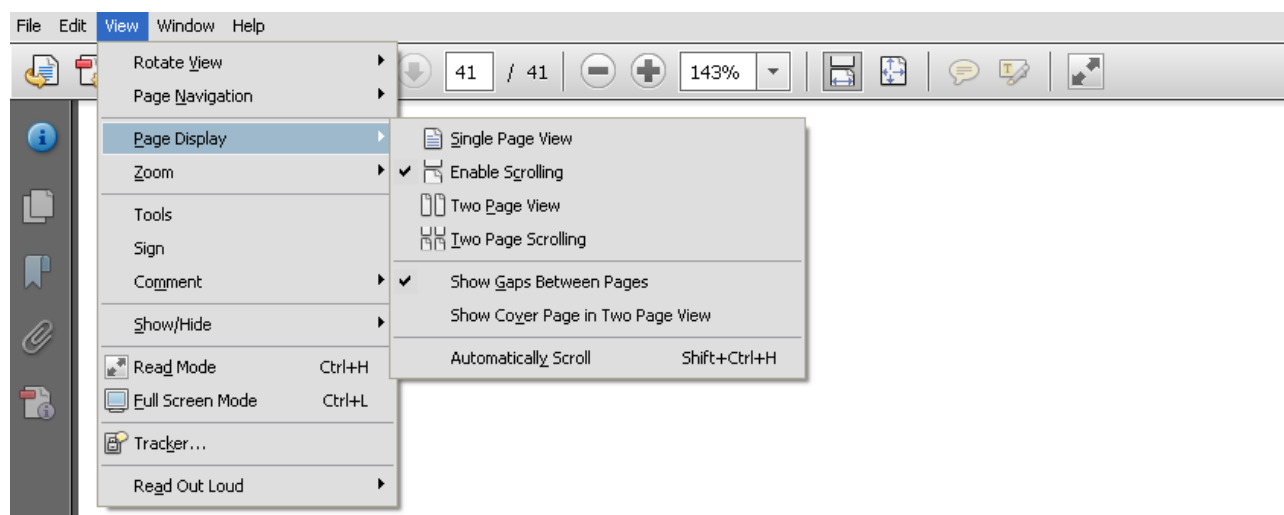 File Edit View Window Help
41 / 41 143%
Rotate View
Page Navigation
Page Display
Zoom
Tools
Sign
Comment
Show/Hide
Read Mode Ctrl+H
Full Screen Mode Ctrl+L
Tracker...
Read Out Loud
Single Page View
Enable Scrolling
Two Page View
Two Page Scrolling
Show Gaps Between Pages
Show Cover Page in Two Page View
Automatically Scroll Shift+Ctrl+H